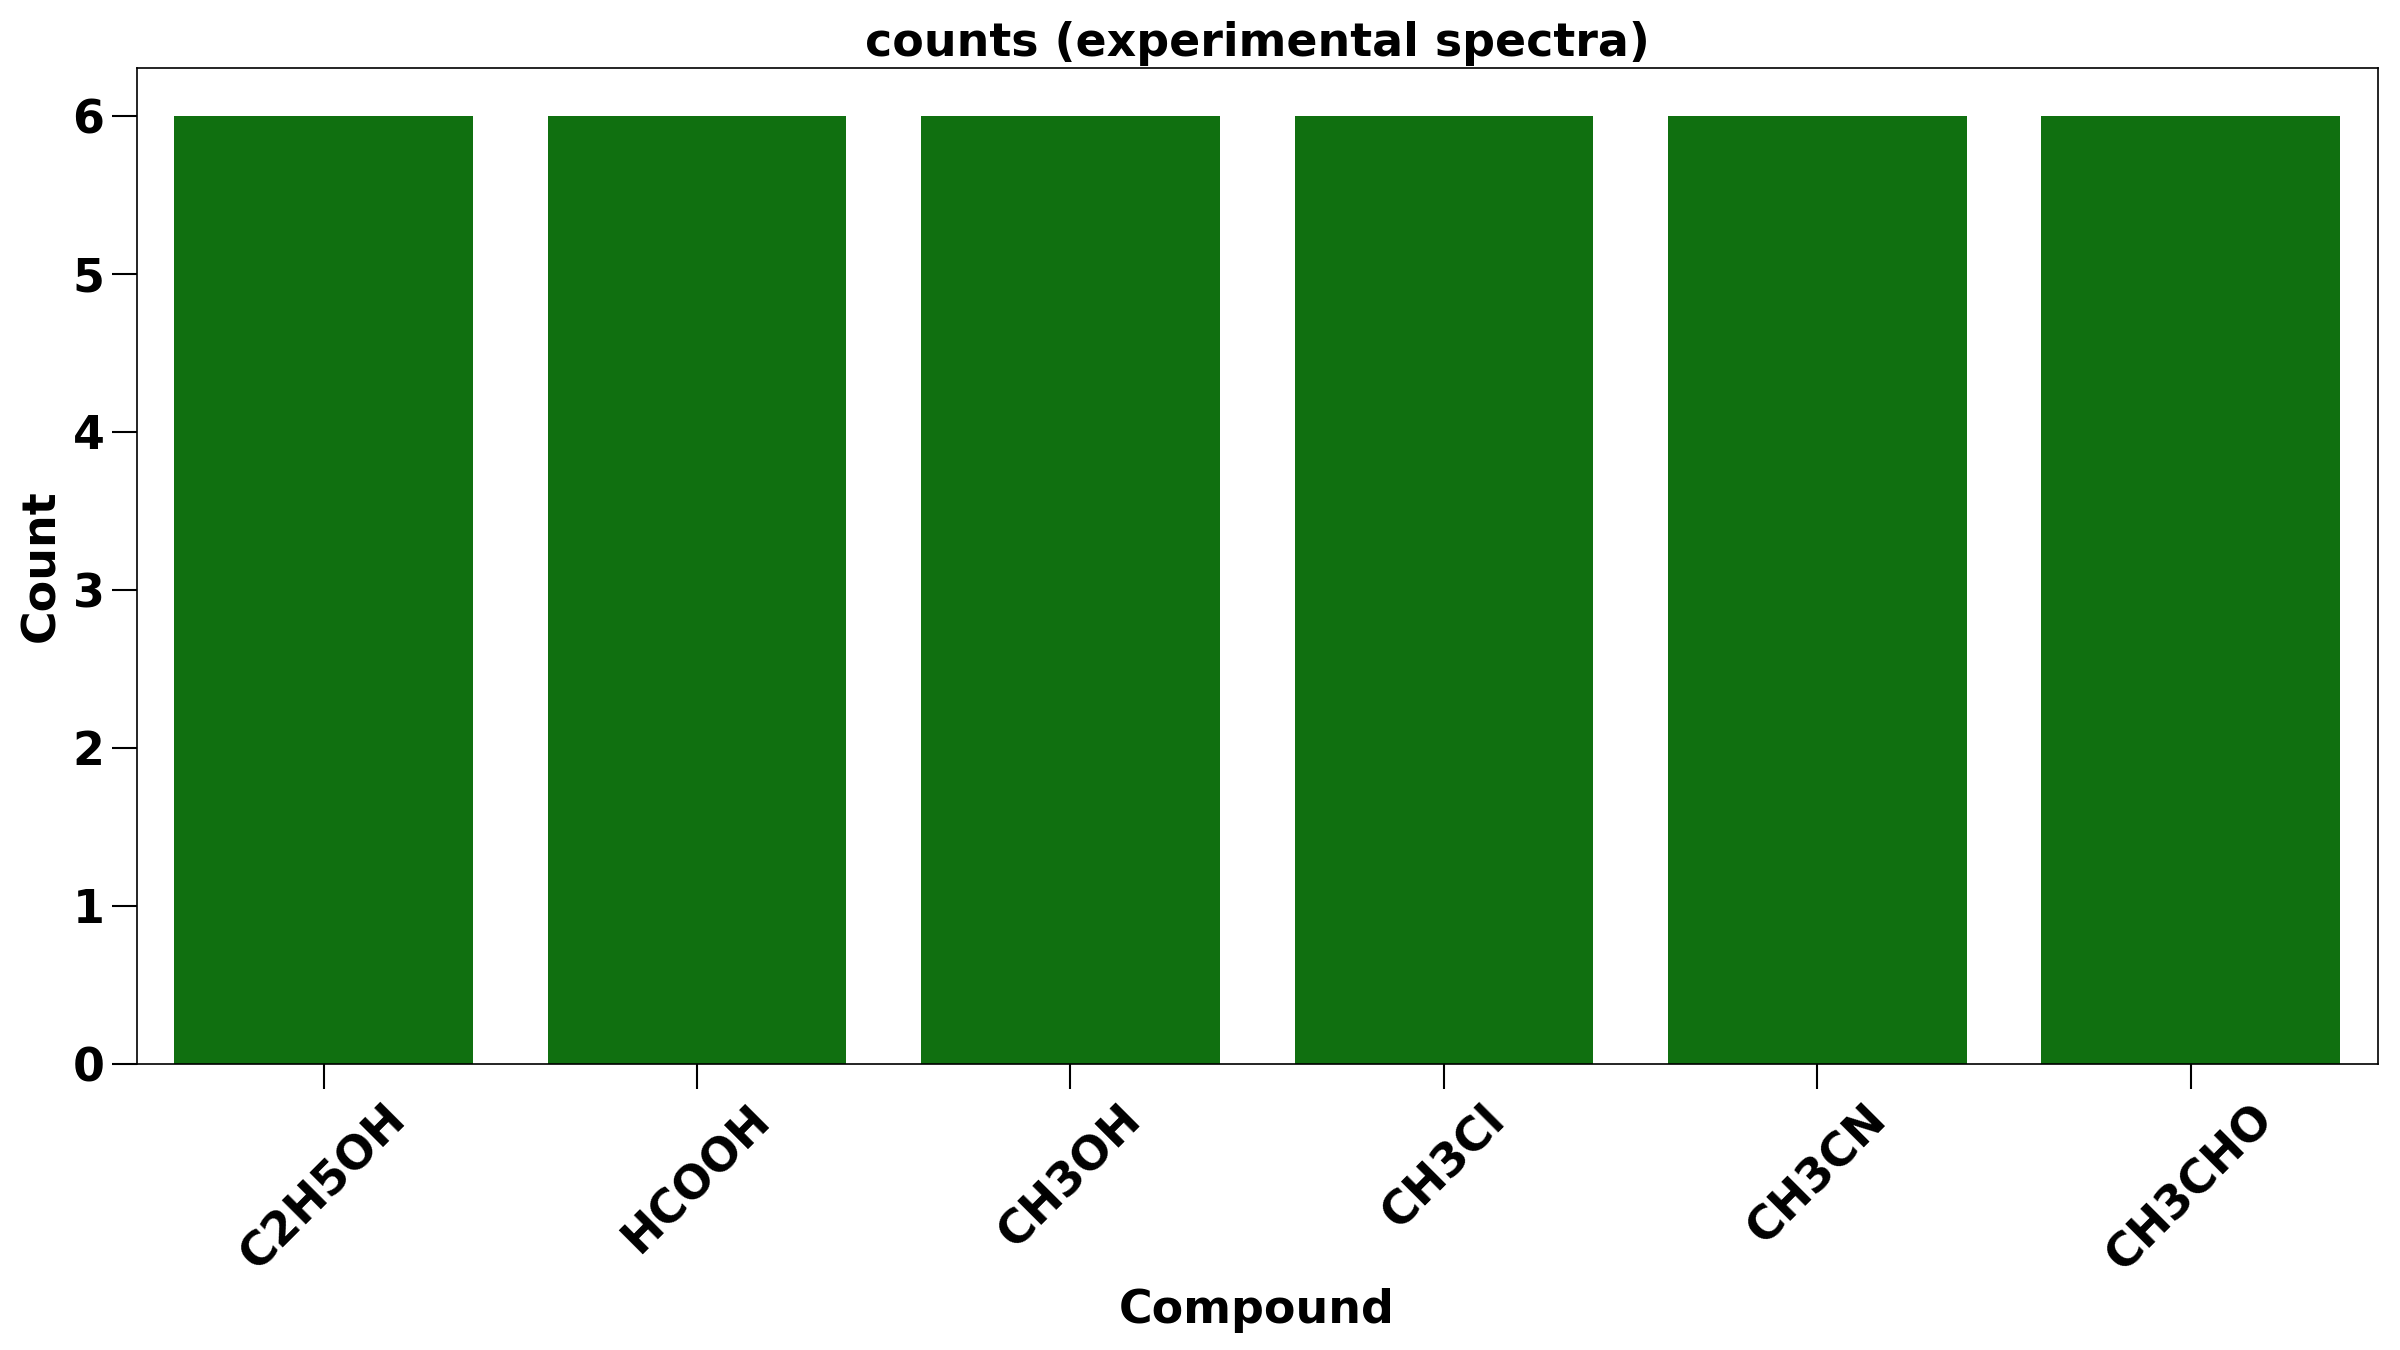 counts (experimental spectra)
6
5
4
3
2
1
0
Count
C2H5OH
HCOOH
CH3OH
CH3Cl
CH3CN
CH3CHO
Compound